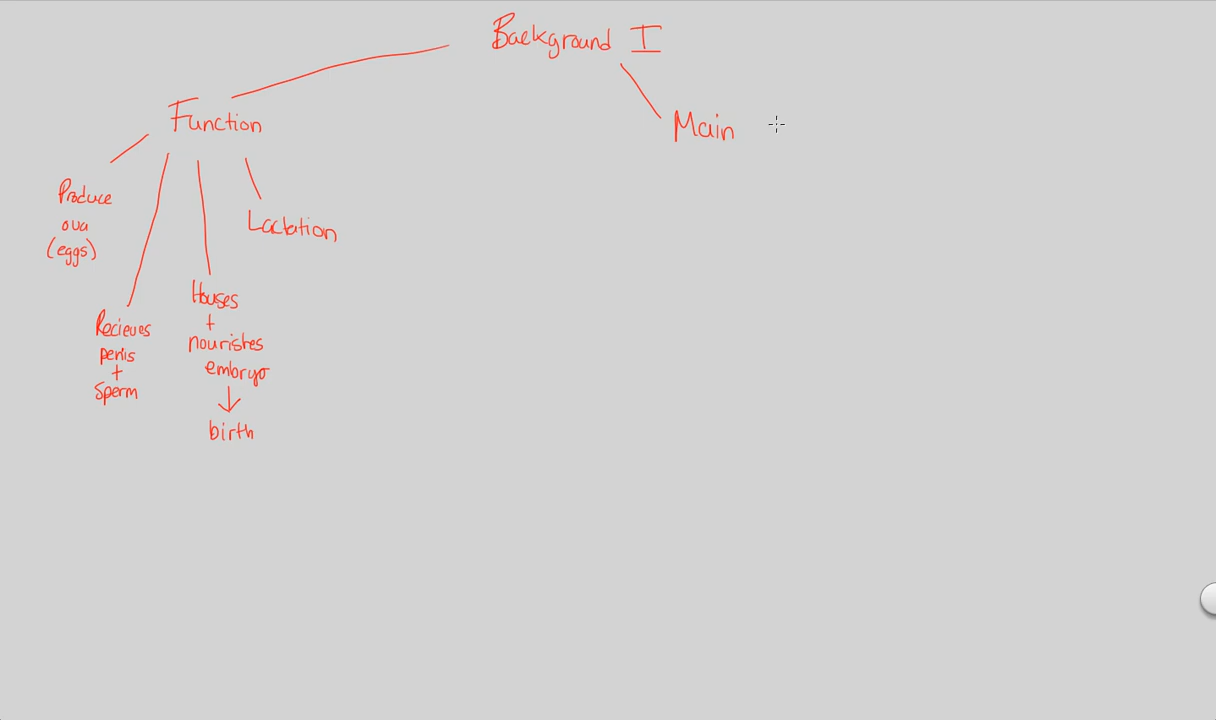 Background I
Function
Main
Produce
ova
(eggs)
Lactation
Recieves
penis
+
sperm
Houses
+
nourishes
embryo
↓
birth